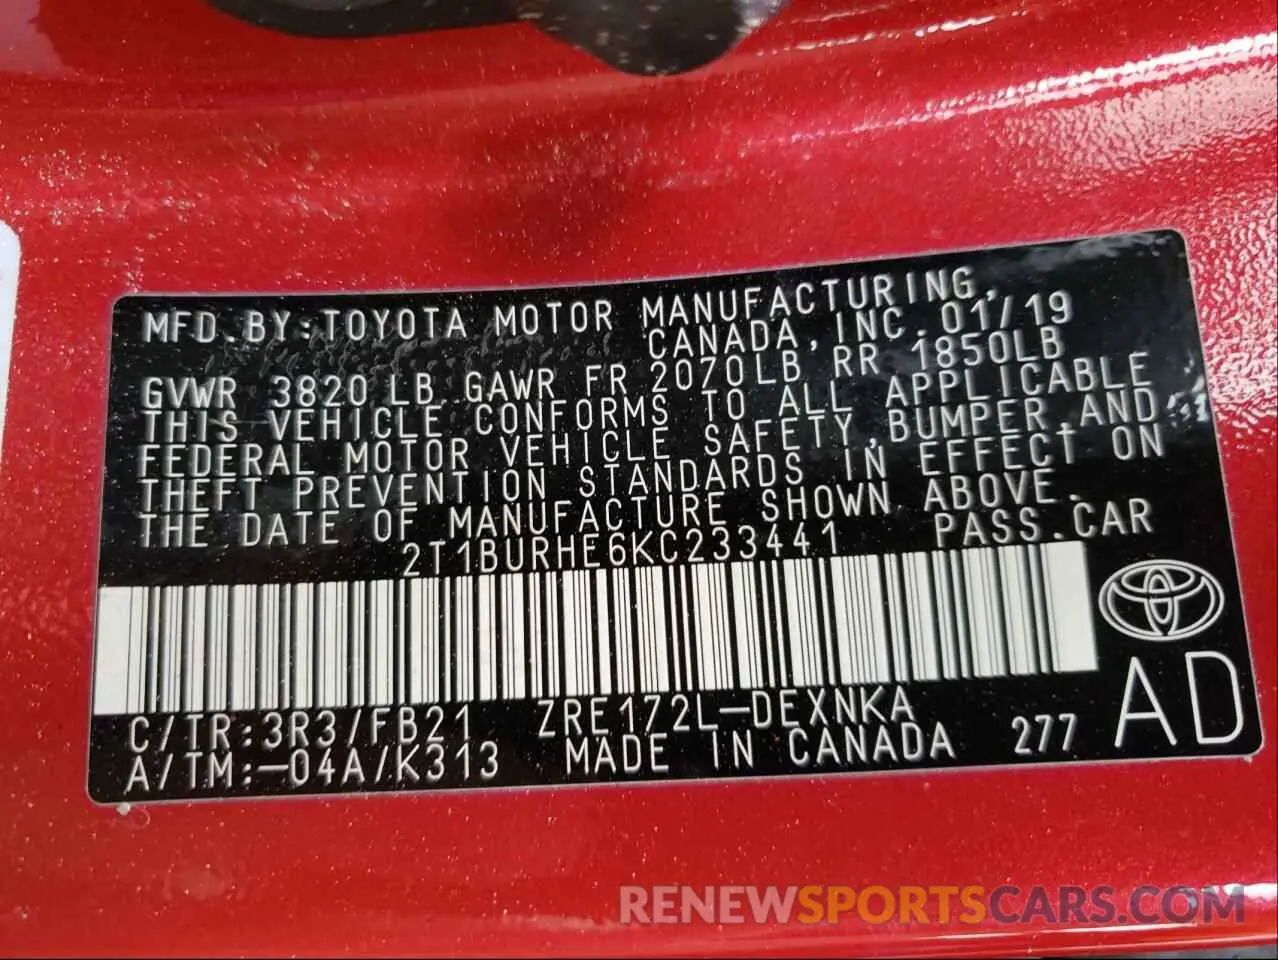 MFD.BY:TOYOTA MOTOR MANUFACTURING,
CANADA, INC. 01/19
GVWR 3820 LB GAWR FR 2070LB RR 1850LB
THIS VEHICLE CONFORMS TO ALL APPLICABLE
FEDERAL MOTOR VEHICLE SAFETY, BUMPER, AND
THEFT PREVENTION STANDARDS IN EFFECT ON
THE DATE OF MANUFACTURE SHOWN ABOVE.
2T1BURHE6KC233441 PASS.CAR
C/TR:3R3/FB21 ZRE172L-DEXNKA
A/TM:-04A/K313 MADE IN CANADA 277 AD
RENEWSPORTSCARS.COM